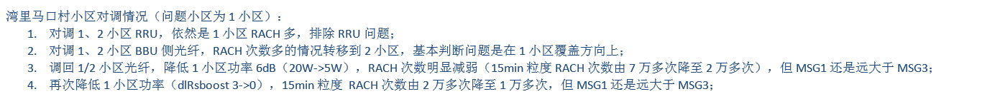 湾里马口村小区对调情况（问题小区为 1 小区）：
1. 对调 1、2 小区 RRU，依然是 1 小区 RACH 多，排除 RRU 问题；
2. 对调 1、2 小区 BBU 侧光纤，RACH 次数多的情况转移到 2 小区，基本判断问题是在 1 小区覆盖方向上；
3. 调回 1/2 小区光纤，降低 1 小区功率 6dB（20W->5W），RACH 次数明显减弱（15min 粒度 RACH 次数由 7 万多次降至 2 万多次），但 MSG1 还是远大于 MSG3；
4. 再次降低 1 小区功率（dlRsboost 3->0），15min 粒度 RACH 次数由 2 万多次降至 1 万多次，但 MSG1 还是远大于 MSG3；